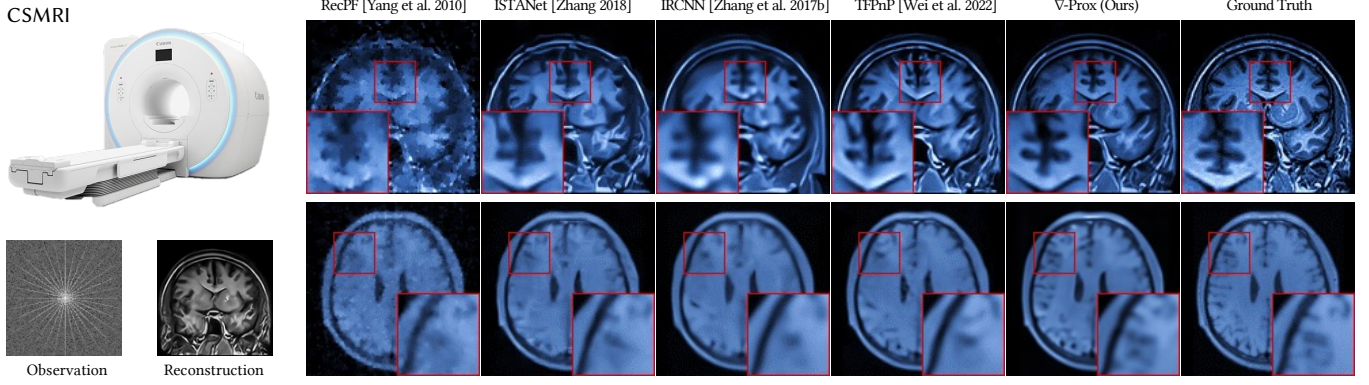 CSMRI
RecPF [Yang et al. 2010]
ISTANet [Zhang 2018]
IRCNN [Zhang et al. 2017b]
TFPnP [Wei et al. 2022]
∇-Prox (Ours)
Ground Truth
Observation
Reconstruction